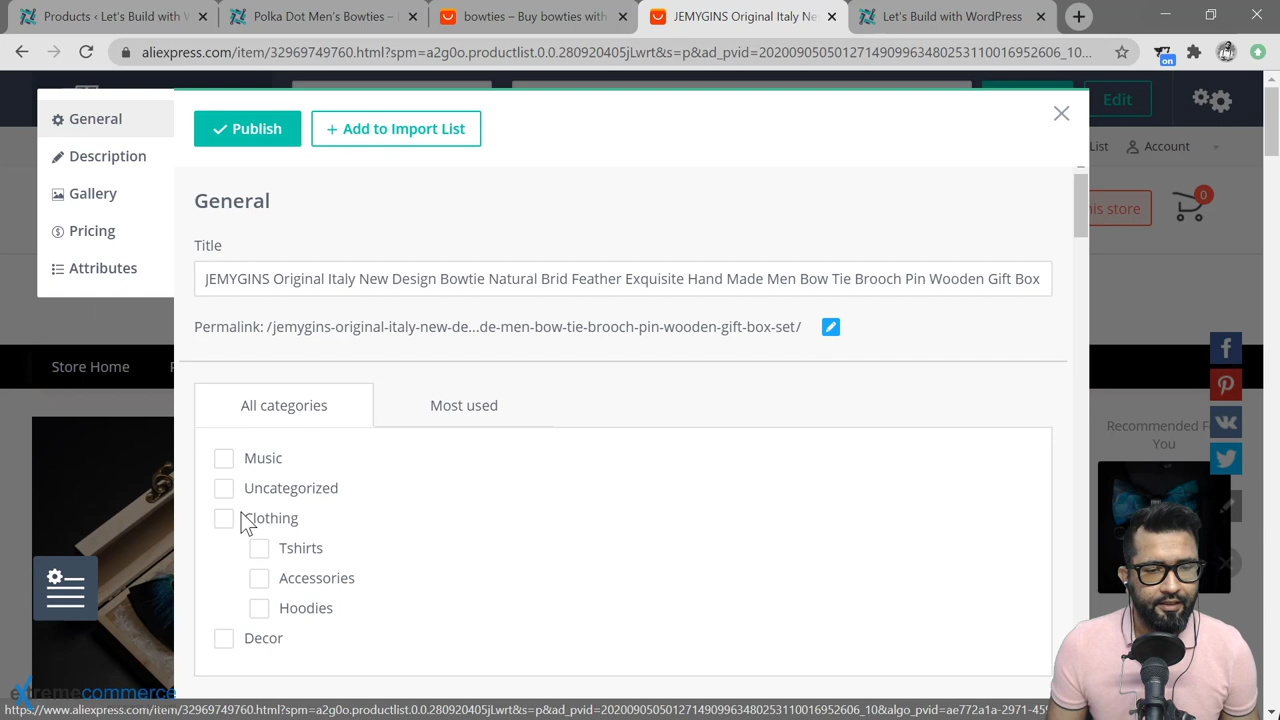 Products ‹ Let's Build with W
Polka Dot Men's Bowties –
bowties – Buy bowties with
JEMYGINS Original Italy Ne
Let's Build with WordPress
aliexpress.com/item/32969749760.html?spm=a2g0o.productlist.0.0.280920405jLwrt&s=p&ad_pvid=202009050501271490996348025311001695​2606_10...
on
General
Publish
+ Add to Import List
Edit
Description
List
Account
Gallery
General
his store
0
Pricing
Title
Attributes
JEMYGINS Original Italy New Design Bowtie Natural Brid Feather Exquisite Hand Made Men Bow Tie Brooch Pin Wooden Gift Box
Permalink: /jemygins-original-italy-new-de...de-men-bow-tie-brooch-pin-wooden-gift-box-set/
Store Home
All categories
Most used
Recommended For
You
Music
Uncategorized
Clothing
Tshirts
Accessories
Hoodies
Decor
extremecommerce
https://www.aliexpress.com/item/32969749760.html?spm=a2g0o.productlist.0.0.280920405jLwrt&s=p&ad_pvid=202009050501271490996348025311001695​2606_10&algo_pvid=ae772a1a-2971-45